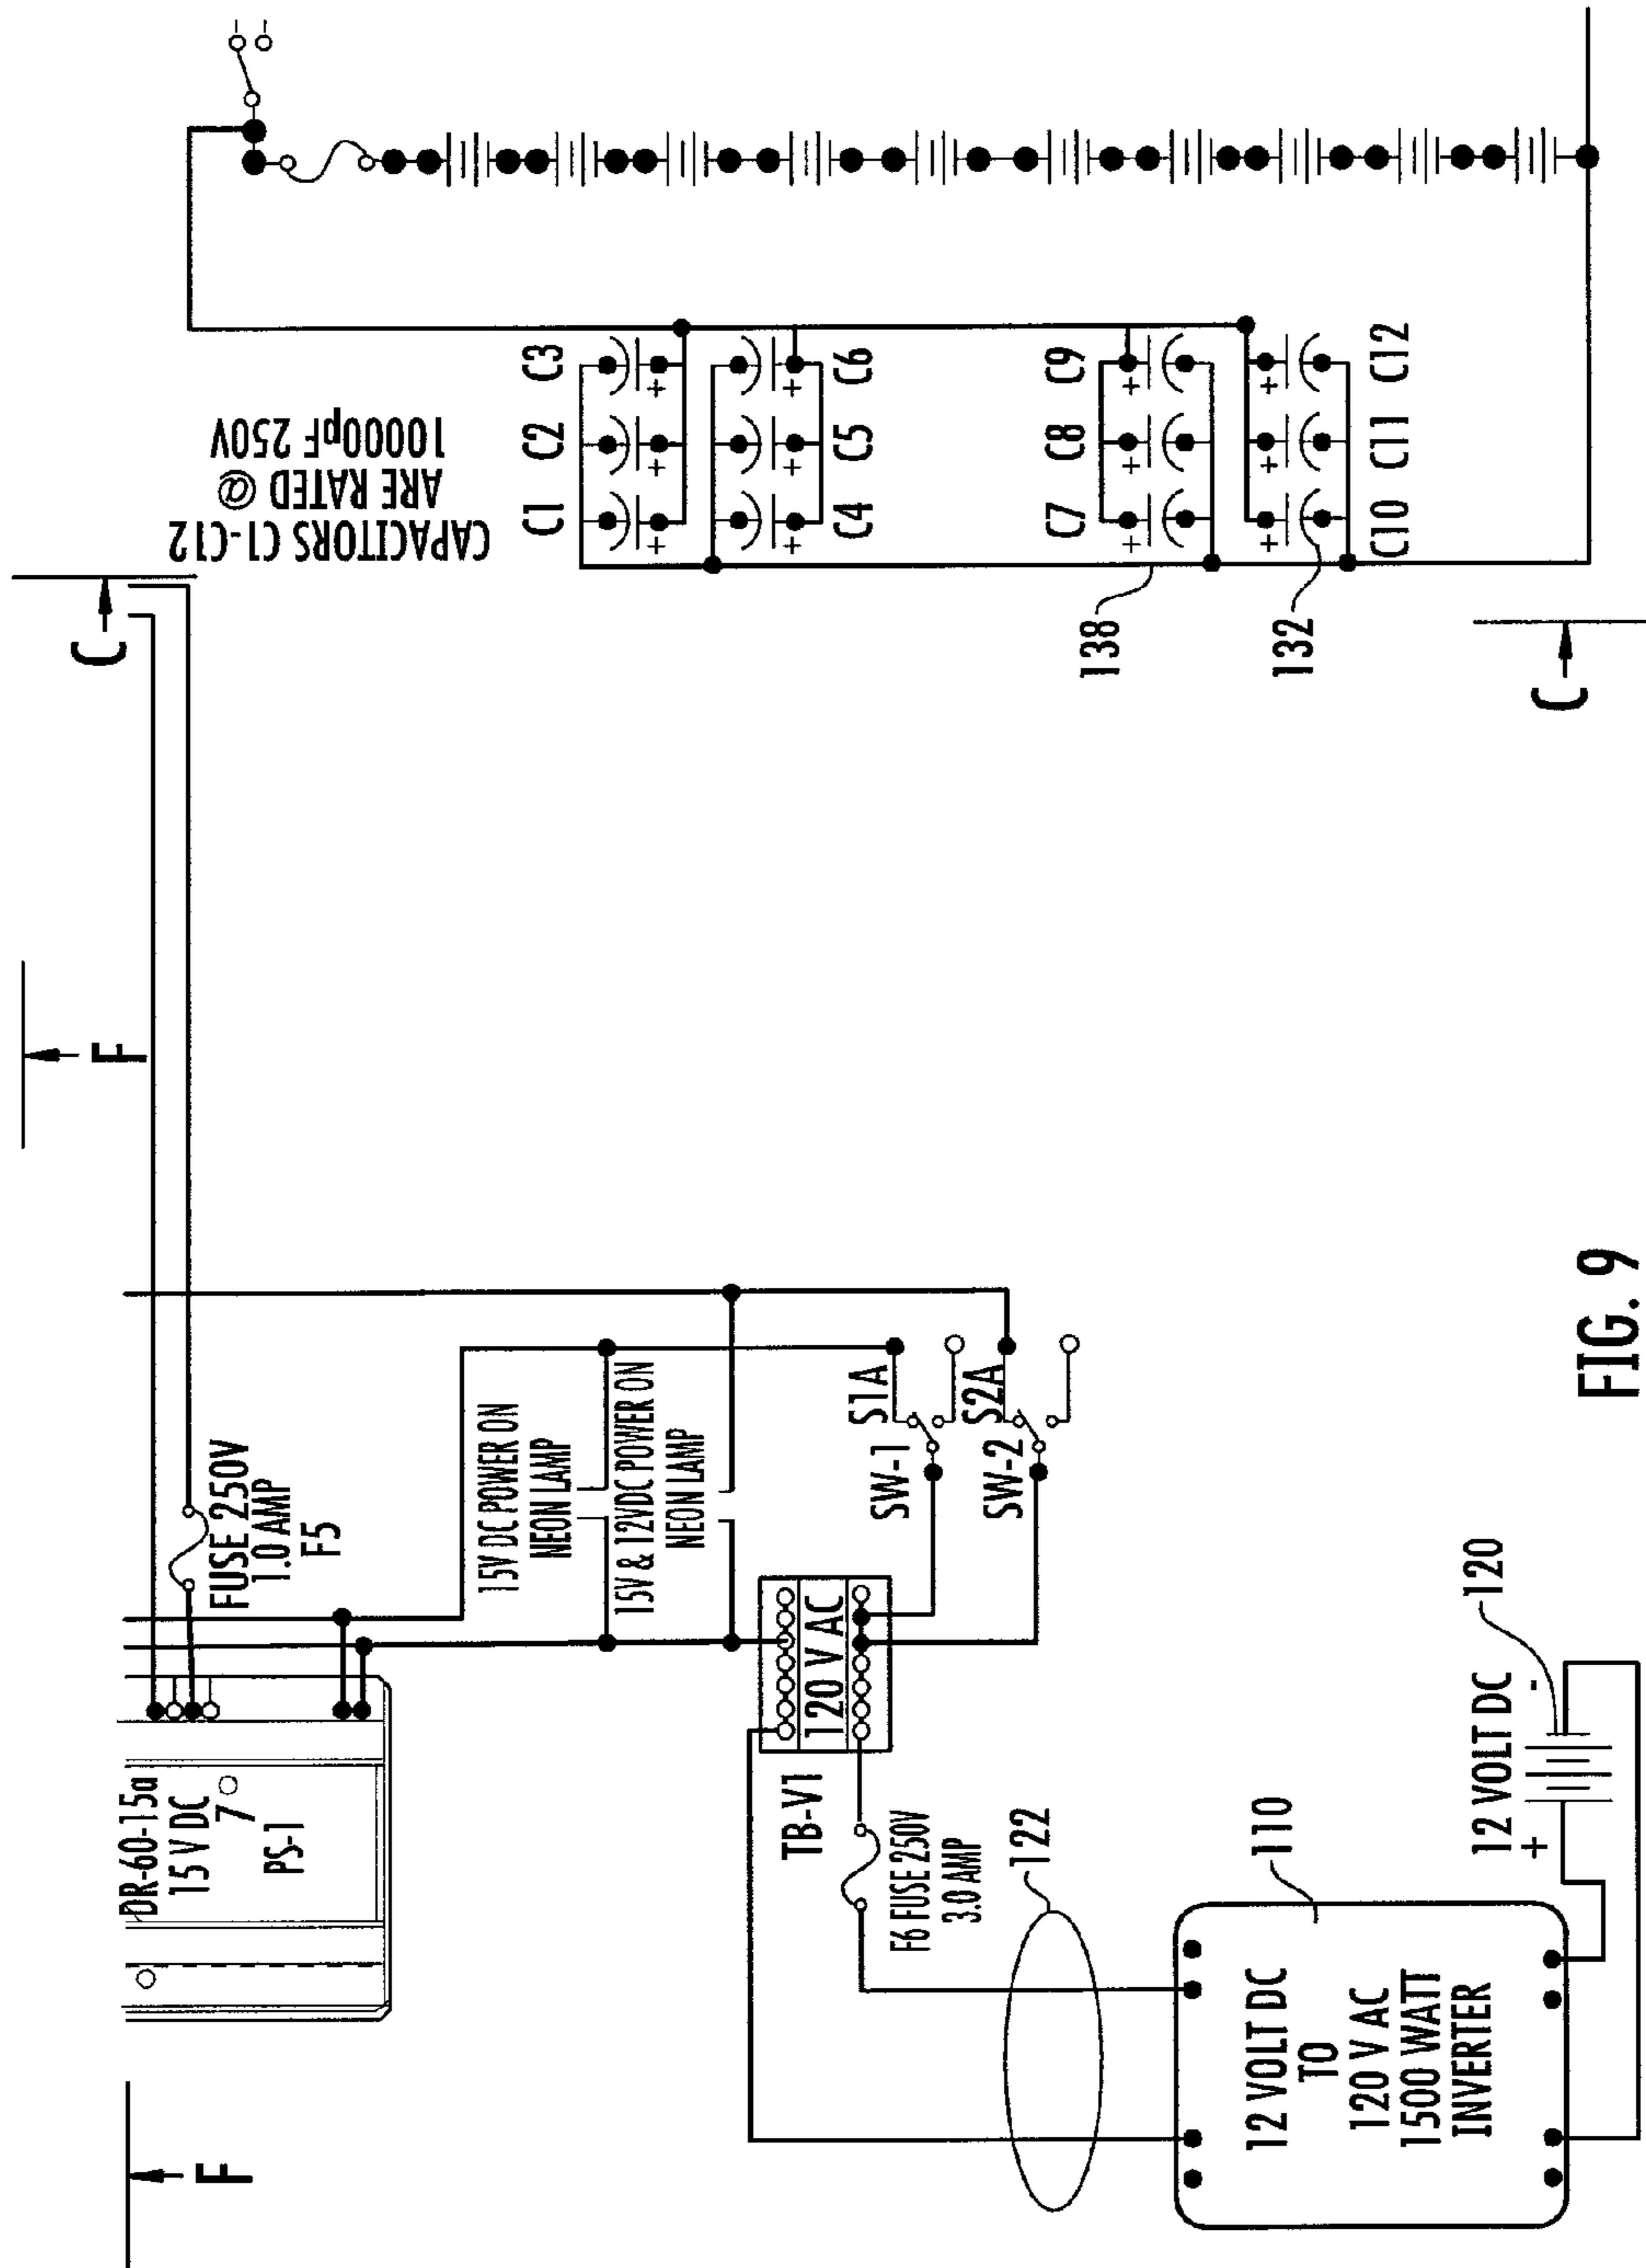 C
F
F
C
CAPACITORS C1-C12
ARE RATED @
10000pF 250V
C1 C2 C3
+ + +
+ + +
C4 C5 C6
C7 C8 C9
+ + +
+ + +
C10 C11 C12
138
132
DR-60-15a
15 V DC
7
PS-1
FUSE 250V
1.0 AMP
F5
15V DC POWER ON
NEON LAMP
15V & 12VDC POWER ON
NEON LAMP
120 V AC
TB-V1
S1A
SW-1
S2A
SW-2
F6 FUSE 250V
3.0 AMP
122
110
12 VOLT DC
TO
120 V AC
1500 WATT
INVERTER
12 VOLT DC
+ -
120
FIG. 9